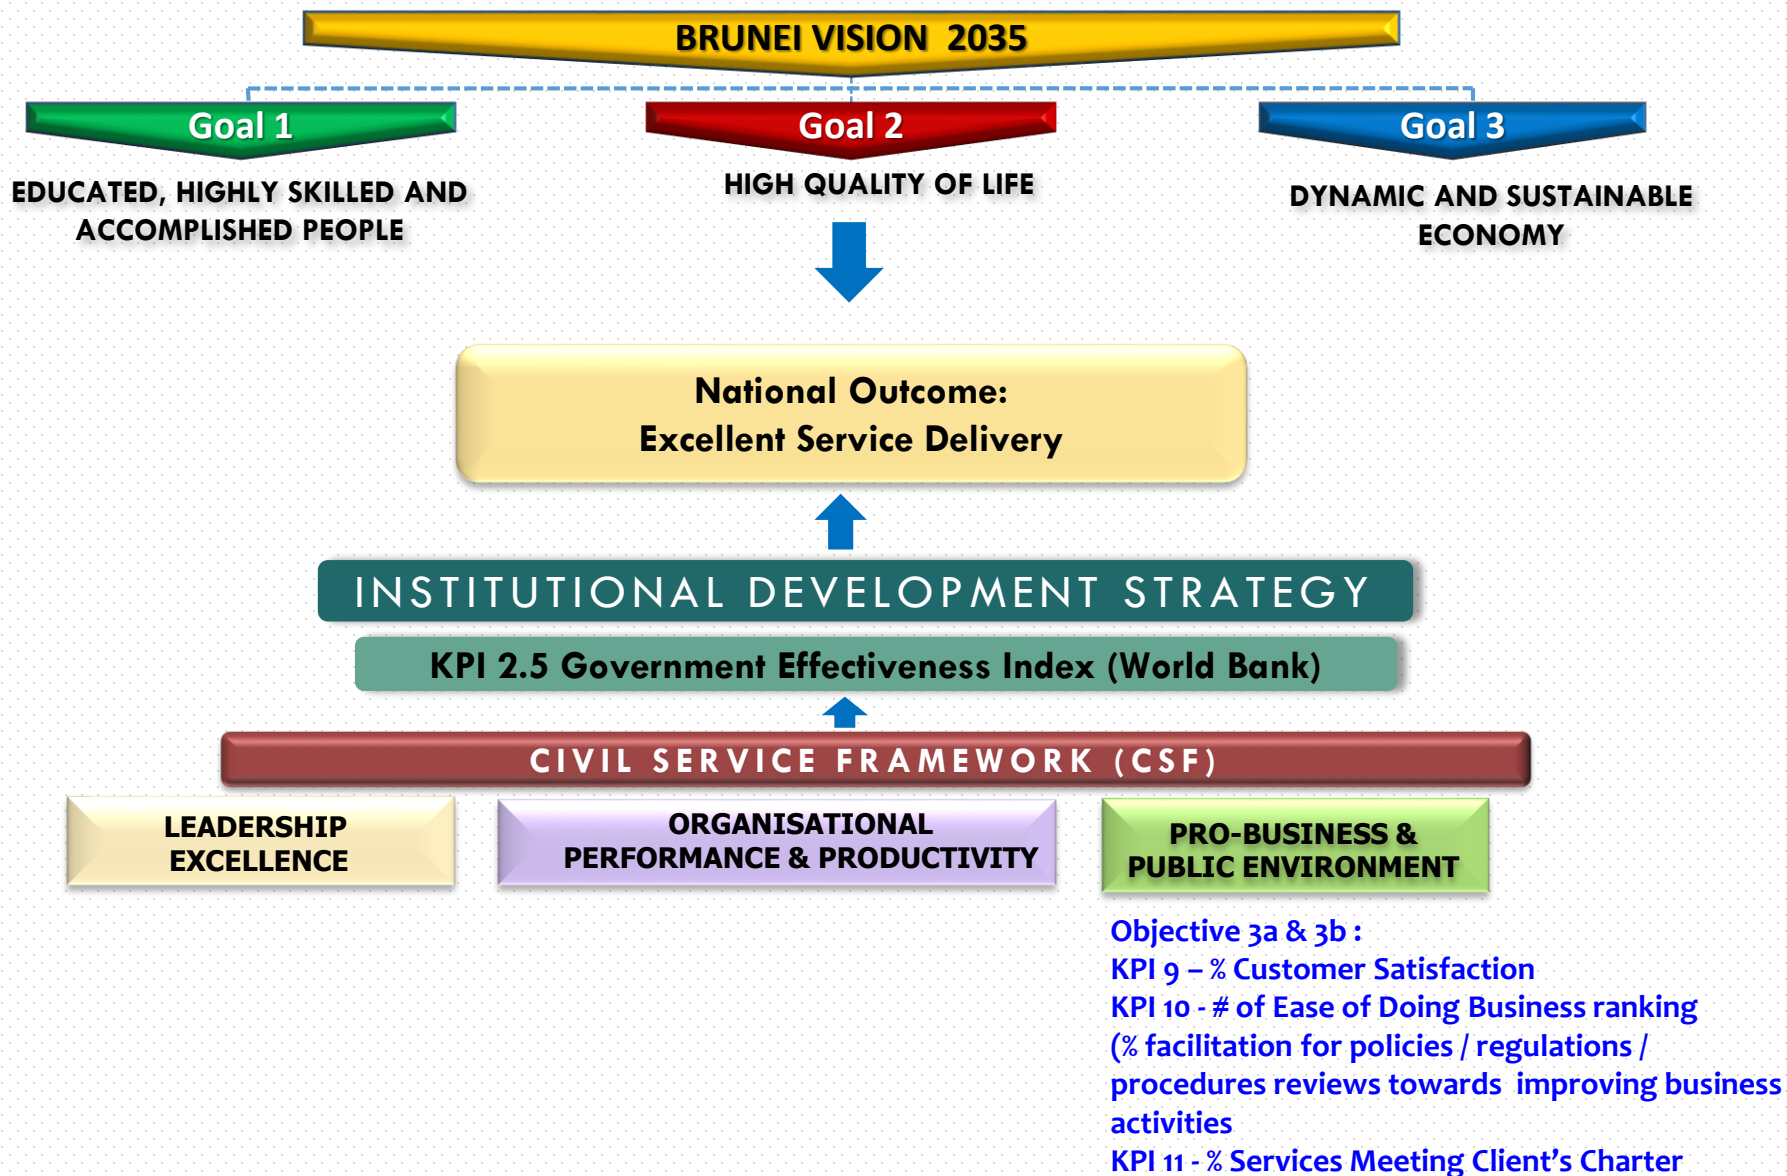 BRUNEI VISION 2035
Goal 1
Goal 2
Goal 3
EDUCATED, HIGHLY SKILLED AND
ACCOMPLISHED PEOPLE
HIGH QUALITY OF LIFE
DYNAMIC AND SUSTAINABLE
ECONOMY
National Outcome:
Excellent Service Delivery
INSTITUTIONAL DEVELOPMENT STRATEGY
KPI 2.5 Government Effectiveness Index (World Bank)
CIVIL SERVICE FRAMEWORK (CSF)
LEADERSHIP
EXCELLENCE
ORGANISATIONAL
PERFORMANCE & PRODUCTIVITY
PRO-BUSINESS &
PUBLIC ENVIRONMENT
Objective 3a & 3b :
KPI 9 – % Customer Satisfaction
KPI 10 - # of Ease of Doing Business ranking
(% facilitation for policies / regulations /
procedures reviews towards improving business
activities
KPI 11 - % Services Meeting Client's Charter